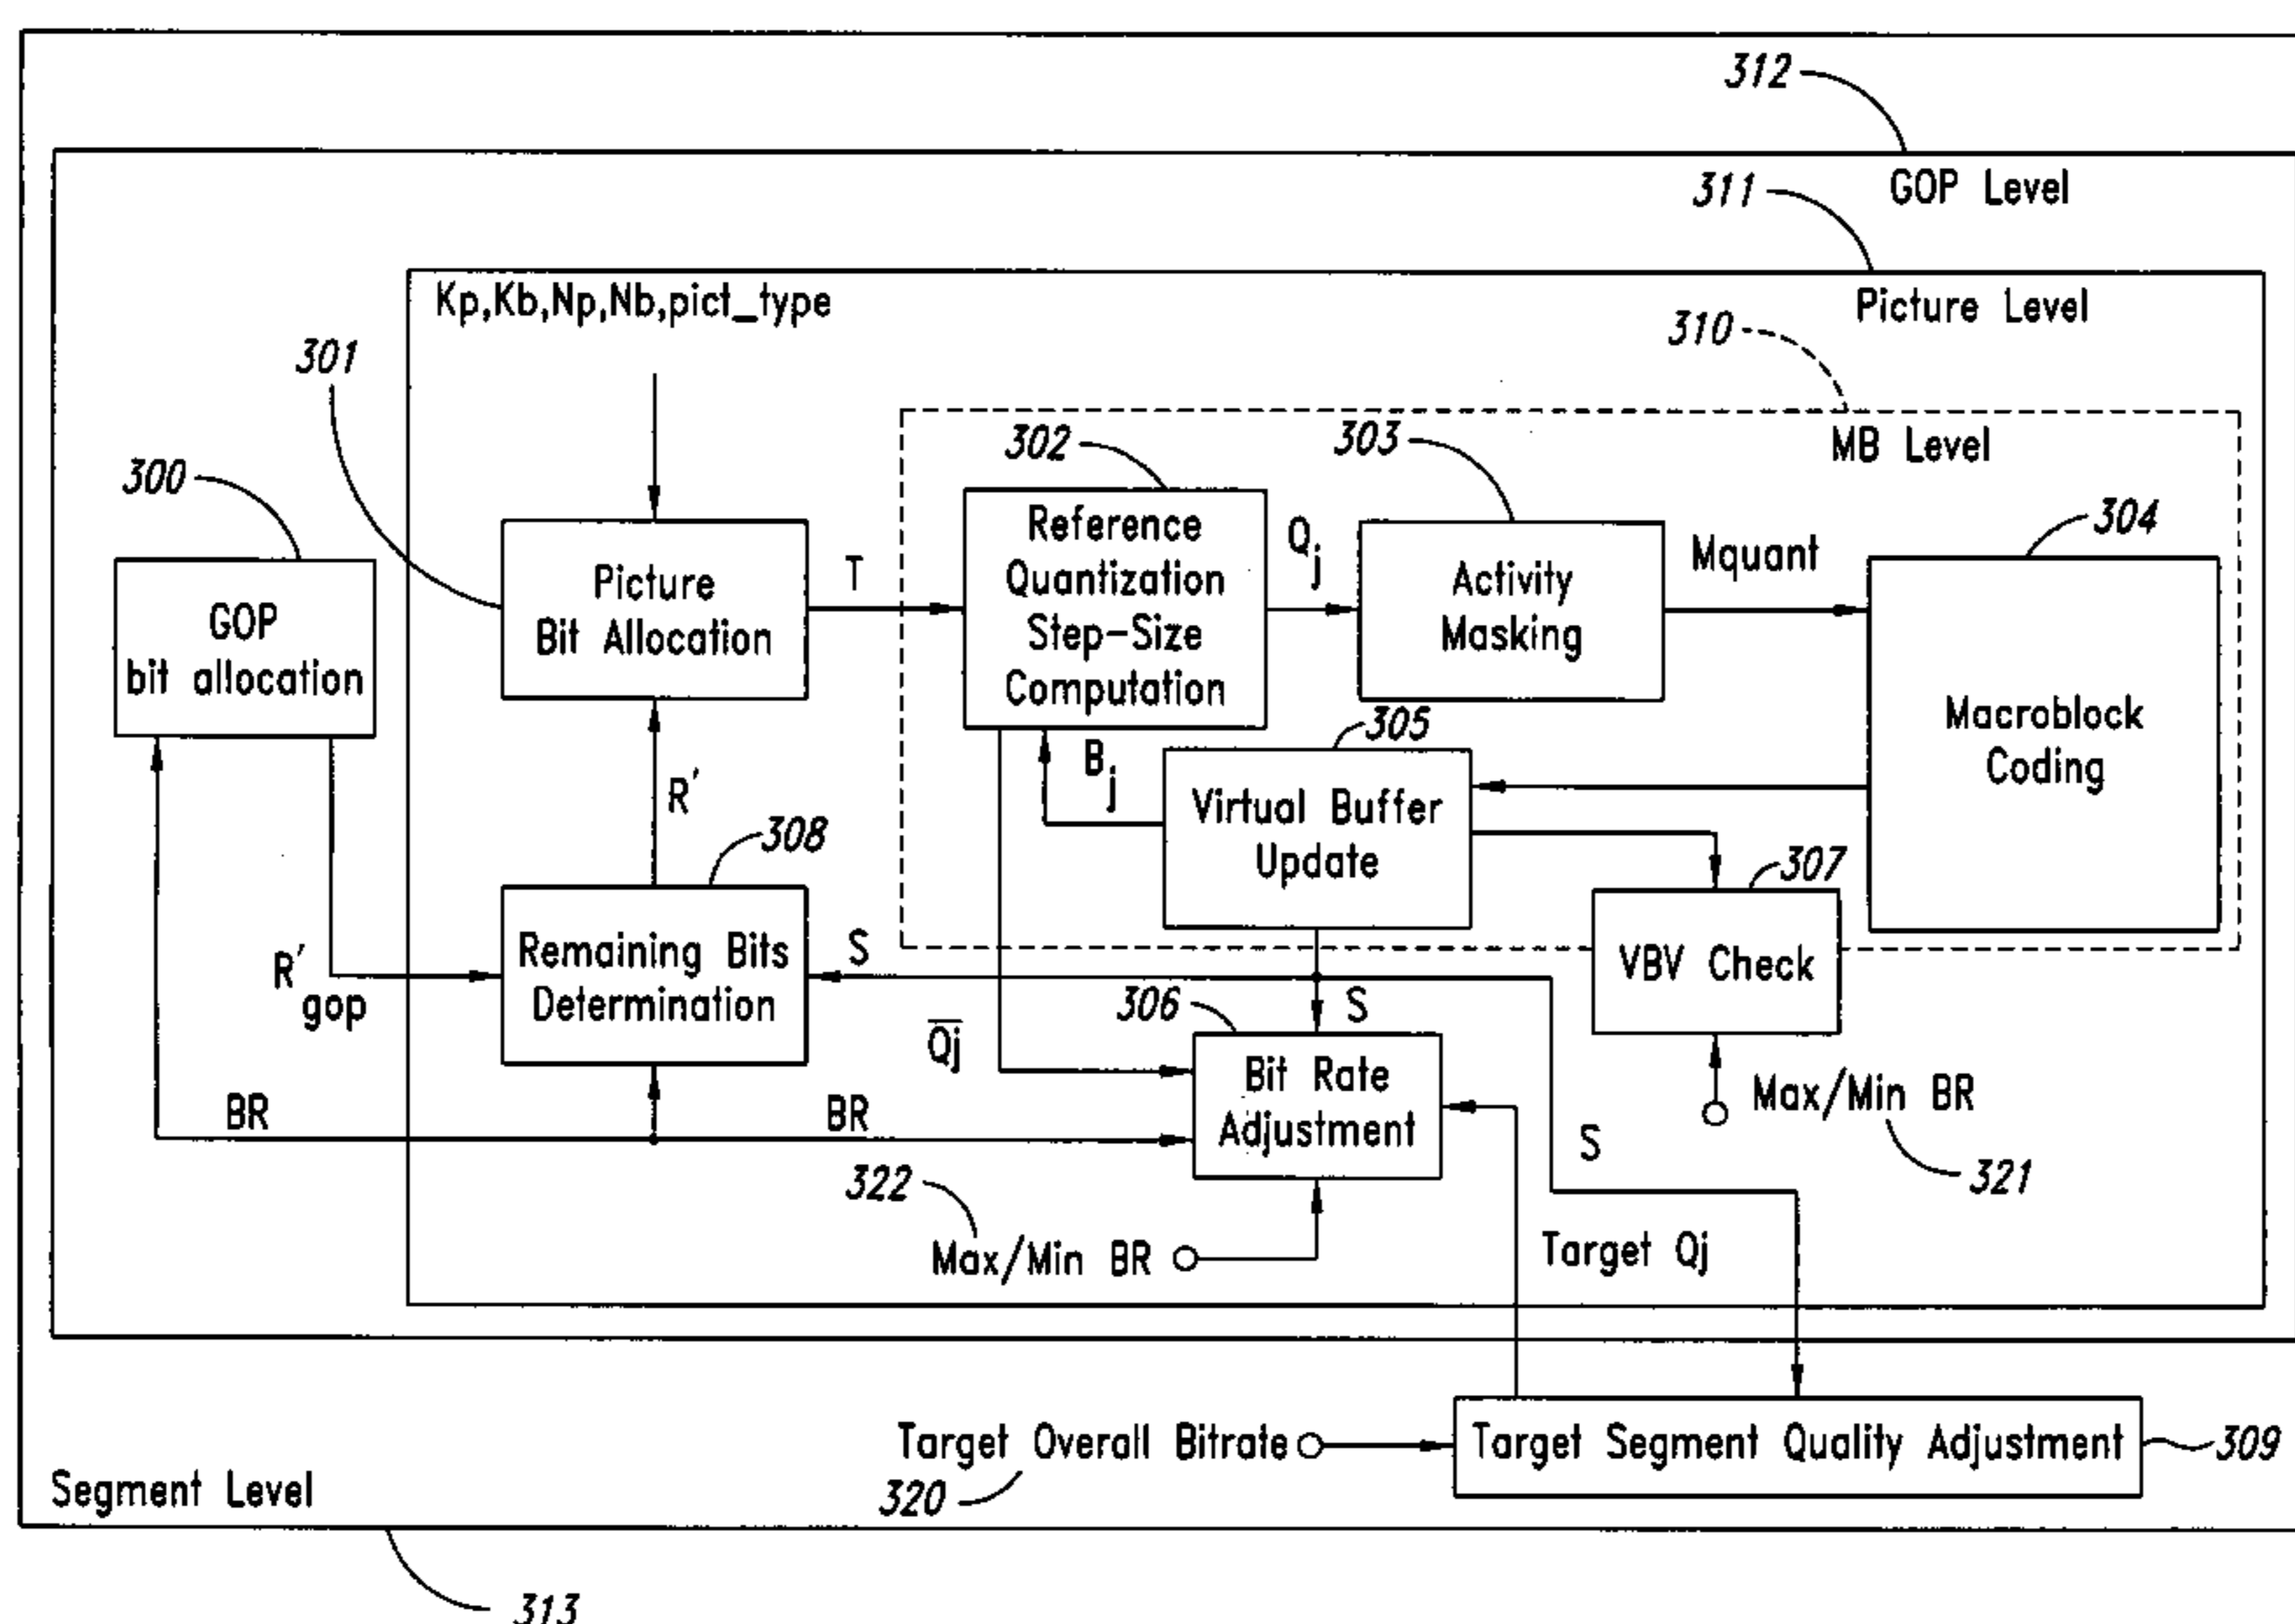 312
GOP Level
311
Kp,Kb,Np,Nb,pict_type
Picture Level
310
301
MB Level
302
303
300
304
Reference
Quantization
Step-Size
Computation
Qj
Activity
Masking
Mquant
Picture
Bit Allocation
T
GOP
bit allocation
Macroblock
Coding
305
Bj
Virtual Buffer
Update
R'
308
307
Remaining Bits
Determination
S
VBV Check
R'gop
306
S
Qj
Bit Rate
Adjustment
Max/Min BR
BR
BR
S
321
322
Max/Min BR
Target Qj
Target Overall Bitrate
Target Segment Quality Adjustment
309
320
Segment Level
313